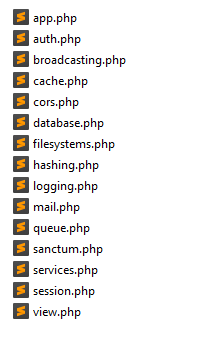 app.php
auth.php
broadcasting.php
cache.php
cors.php
database.php
filesystems.php
hashing.php
logging.php
mail.php
queue.php
sanctum.php
services.php
session.php
view.php